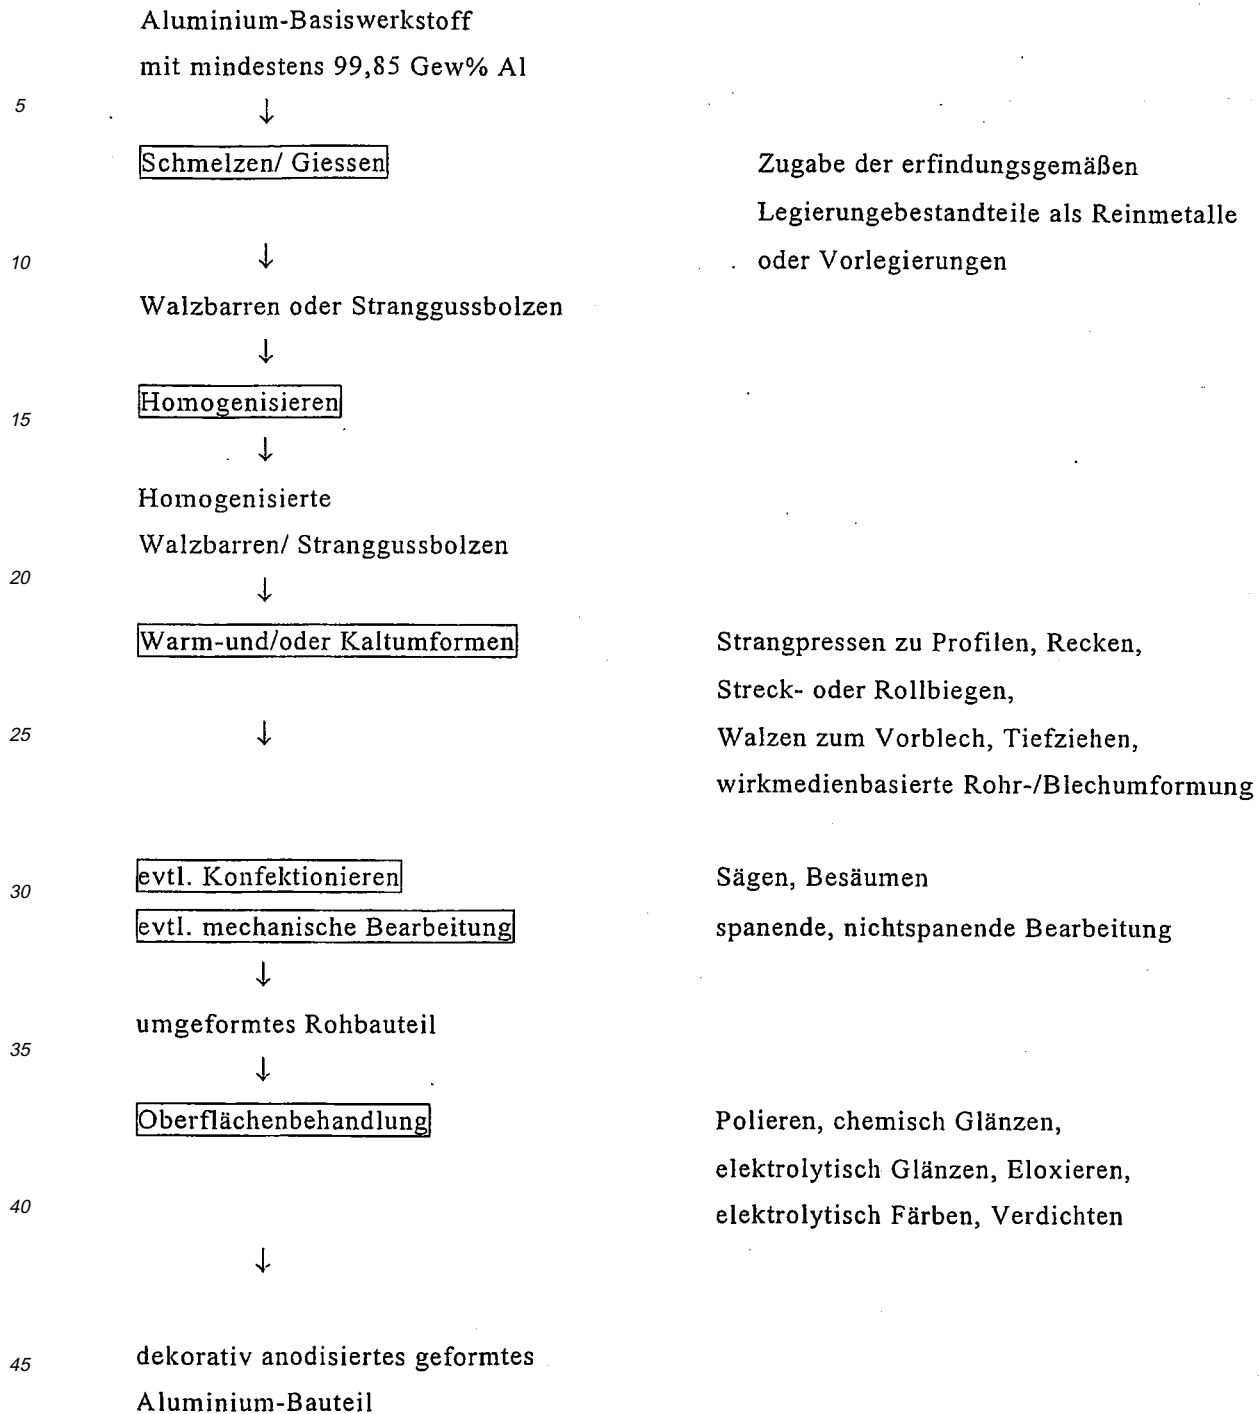 Aluminium-Basiswerkstoff
mit mindestens 99,85 Gew% Al
5
↓
Schmelzen/ Giessen
Zugabe der erfindungsgemäßen
Legierungebestandteile als Reinmetalle
10
↓
oder Vorlegierungen
Walzbarren oder Stranggussbolzen
↓
Homogenisieren
15
↓
Homogenisierte
Walzbarren/ Stranggussbolzen
20
↓
Warm-und/oder Kaltumformen
Strangpressen zu Profilen, Recken,
Streck- oder Rollbiegen,
25
↓
Walzen zum Vorblech, Tiefziehen,
wirkmedienbasierte Rohr-/Blechumformung
evtl. Konfektionieren
Sägen, Besäumen
30
evtl. mechanische Bearbeitung
spanende, nichtspanende Bearbeitung
↓
umgeformtes Rohbauteil
35
↓
Oberflächenbehandlung
Polieren, chemisch Glänzen,
elektrolytisch Glänzen, Eloxieren,
40
elektrolytisch Färben, Verdichten
↓
45
dekorativ anodisiertes geformtes
Aluminium-Bauteil